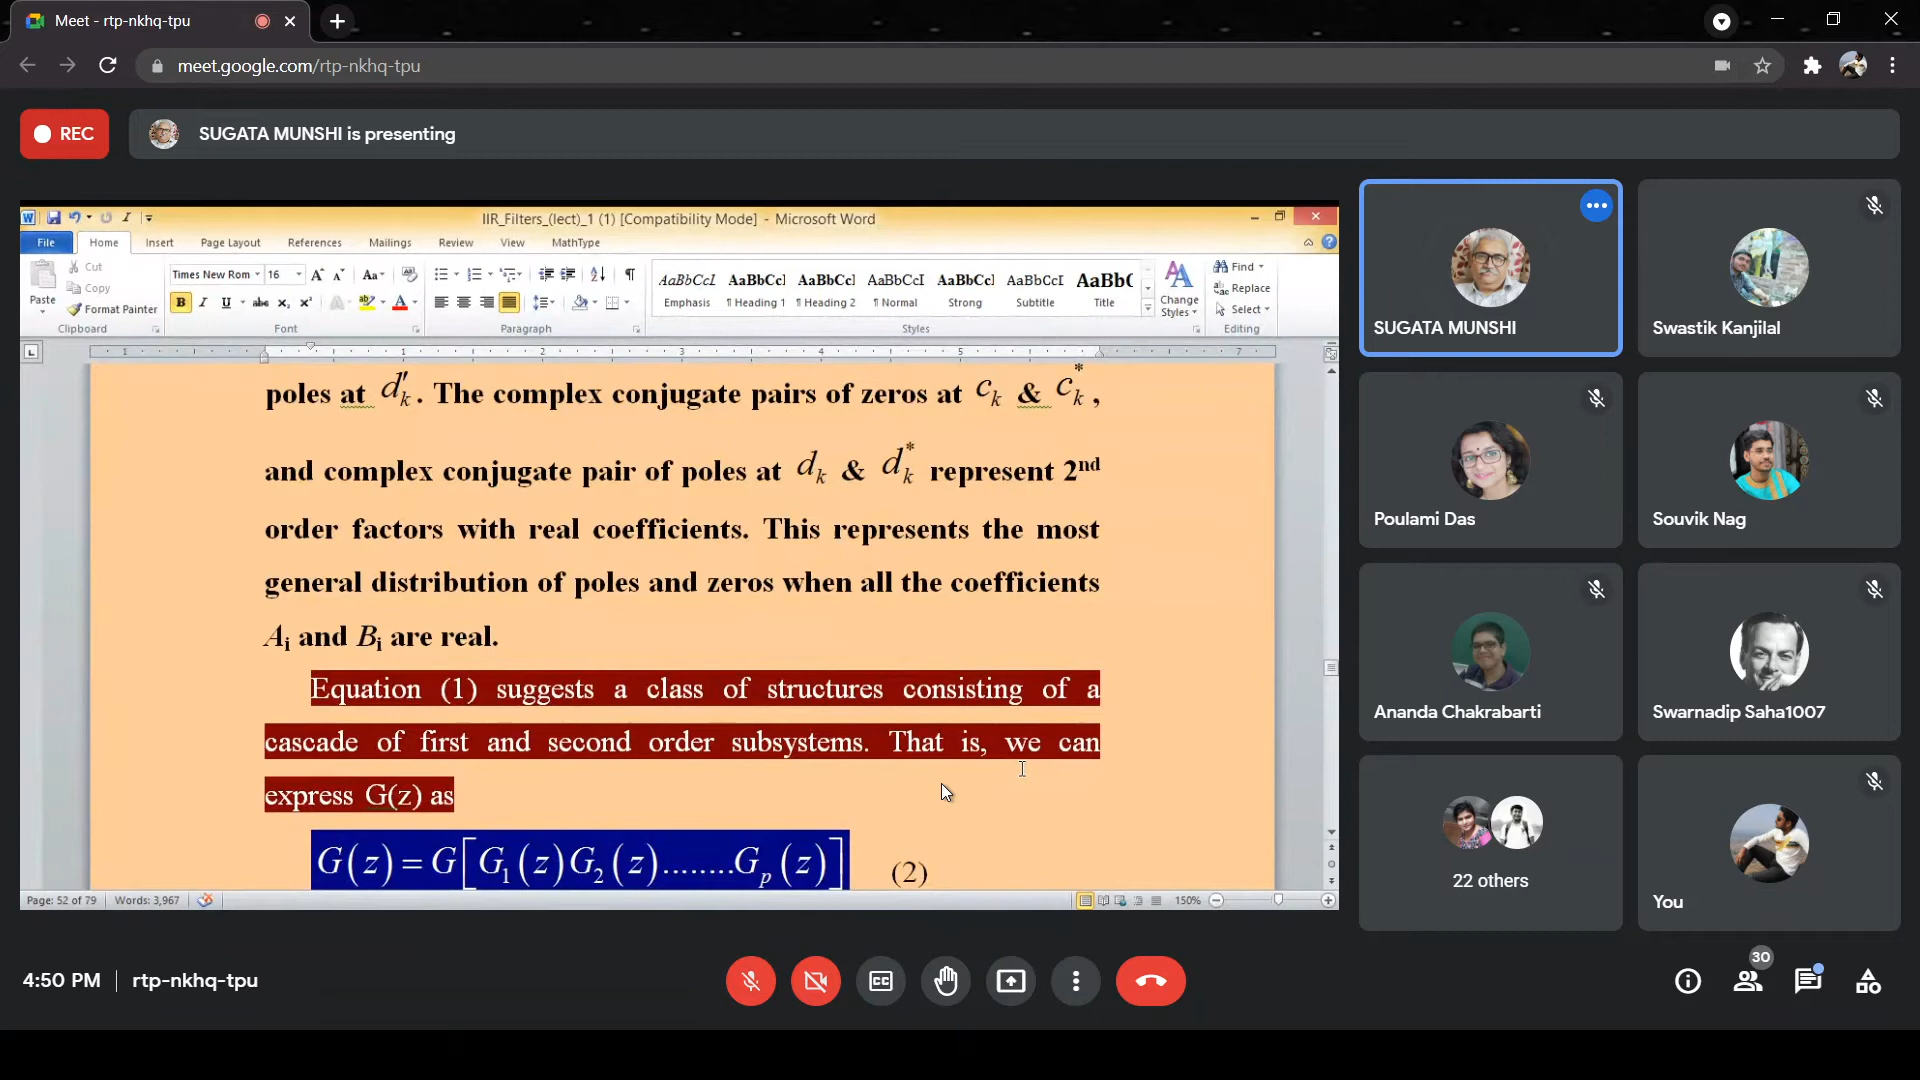 Meet - rtp-nkhq-tpu
meet.google.com/rtp-nkhq-tpu
REC
SUGATA MUNSHI is presenting
IIR_Filters_(lect)_1 (1) [Compatibility Mode] - Microsoft Word
File Home Insert Page Layout References Mailings Review View MathType
Paste
Cut
Copy
Format Painter
Clipboard
Times New Rom 16
Font
Paragraph
AaBbCcI AaBbCcI AaBbCcI AaBbCcI AaBbCcI AaBbCcI AaBbC
Emphasis ¶ Heading 1 ¶ Heading 2 ¶ Normal Strong Subtitle Title
Change Styles
Styles
Find
Replace
Select
Editing
poles at d′k. The complex conjugate pairs of zeros at ck & ck*,
and complex conjugate pair of poles at dk & dk* represent 2nd
order factors with real coefficients. This represents the most
general distribution of poles and zeros when all the coefficients
Ai and Bi are real.
Equation (1) suggests a class of structures consisting of a
cascade of first and second order subsystems. That is, we can
express G(z) as
G(z) = G[G1(z)G2(z)........Gp(z)] (2)
Page: 52 of 79 Words: 3,967 150%
SUGATA MUNSHI
Swastik Kanjilal
Poulami Das
Souvik Nag
Ananda Chakrabarti
Swarnadip Saha1007
22 others
You
4:50 PM rtp-nkhq-tpu
30